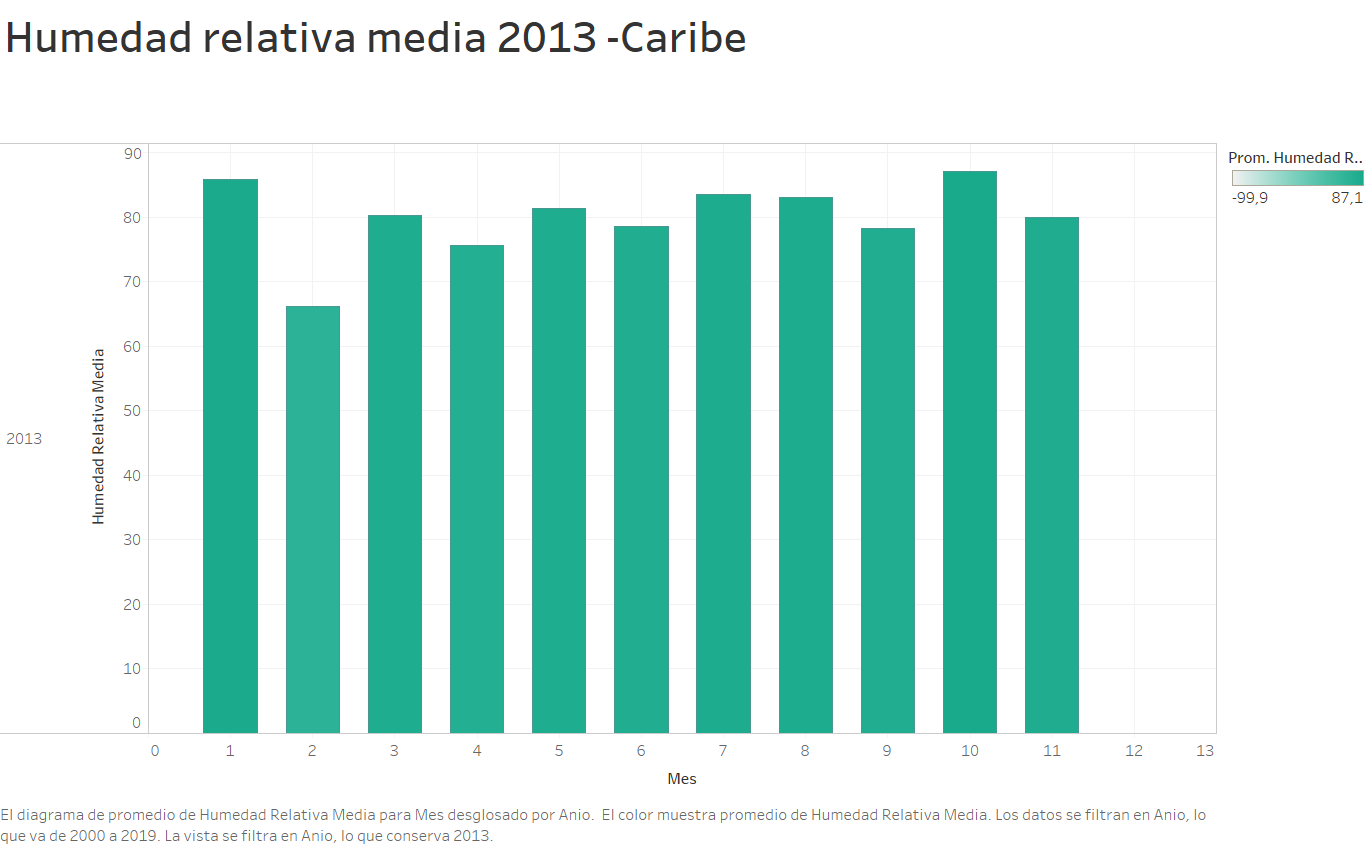 Humedad relativa media 2013 -Caribe
Prom. Humedad R..
-99,9 87,1
90
80
70
60
50
40
30
20
10
0
Humedad Relativa Media
2013
0 1 2 3 4 5 6 7 8 9 10 11 12 13
Mes
El diagrama de promedio de Humedad Relativa Media para Mes desglosado por Anio.  El color muestra promedio de Humedad Relativa Media. Los datos se filtran en Anio, lo
que va de 2000 a 2019. La vista se filtra en Anio, lo que conserva 2013.